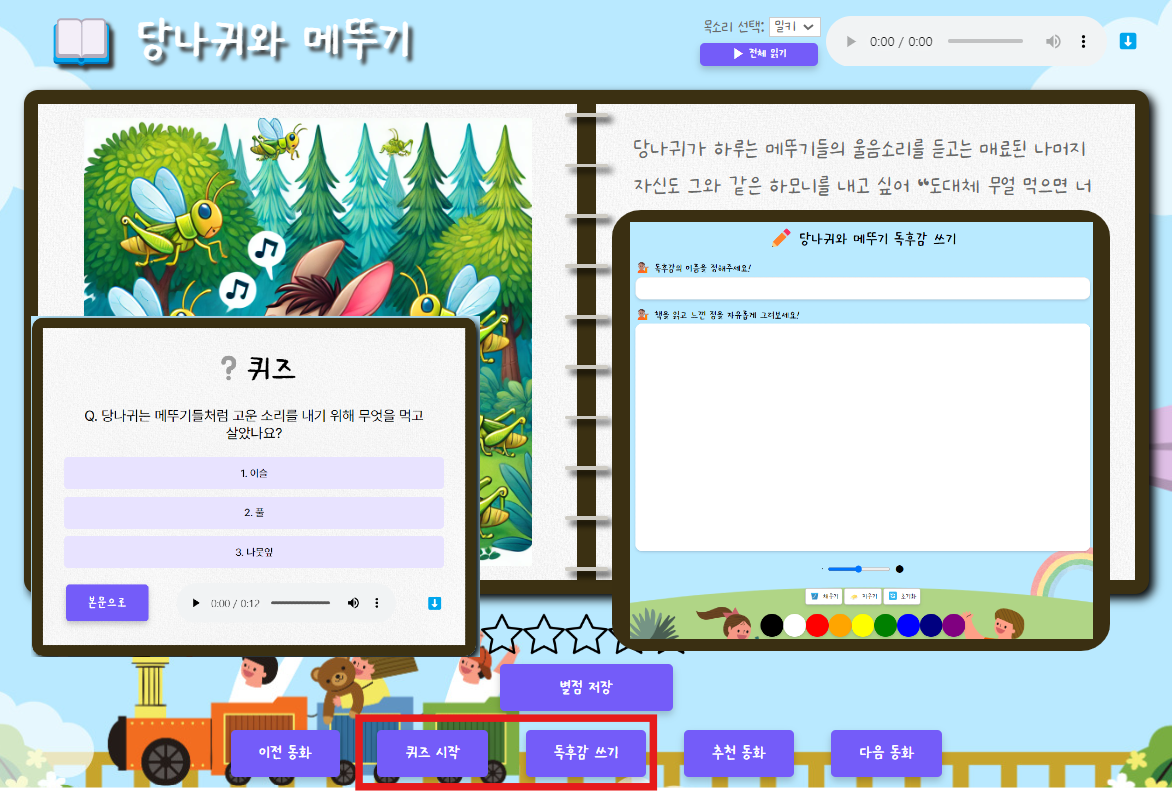 당나귀와 메뚜기
목소리 선택: 밀키
▶ 전체 읽기
0:00 / 0:00
당나귀가 하루는 메뚜기들의 울음소리를 듣고는 매료된 나머지
자신도 그와 같은 하모니를 내고 싶어 “도대체 무얼 먹으면 너
당나귀와 메뚜기 독후감 쓰기
독후감의 이름을 정해주세요!
책을 읽고 느낀 점을 자유롭게 그려보세요!
채우기
지우기
초기화
? 퀴즈
Q. 당나귀는 메뚜기들처럼 고운 소리를 내기 위해 무엇을 먹고
살았나요?
1. 이슬
2. 풀
3. 나뭇잎
본문으로
0:00 / 0:12
별점 저장
이전 동화
퀴즈 시작
독후감 쓰기
추천 동화
다음 동화